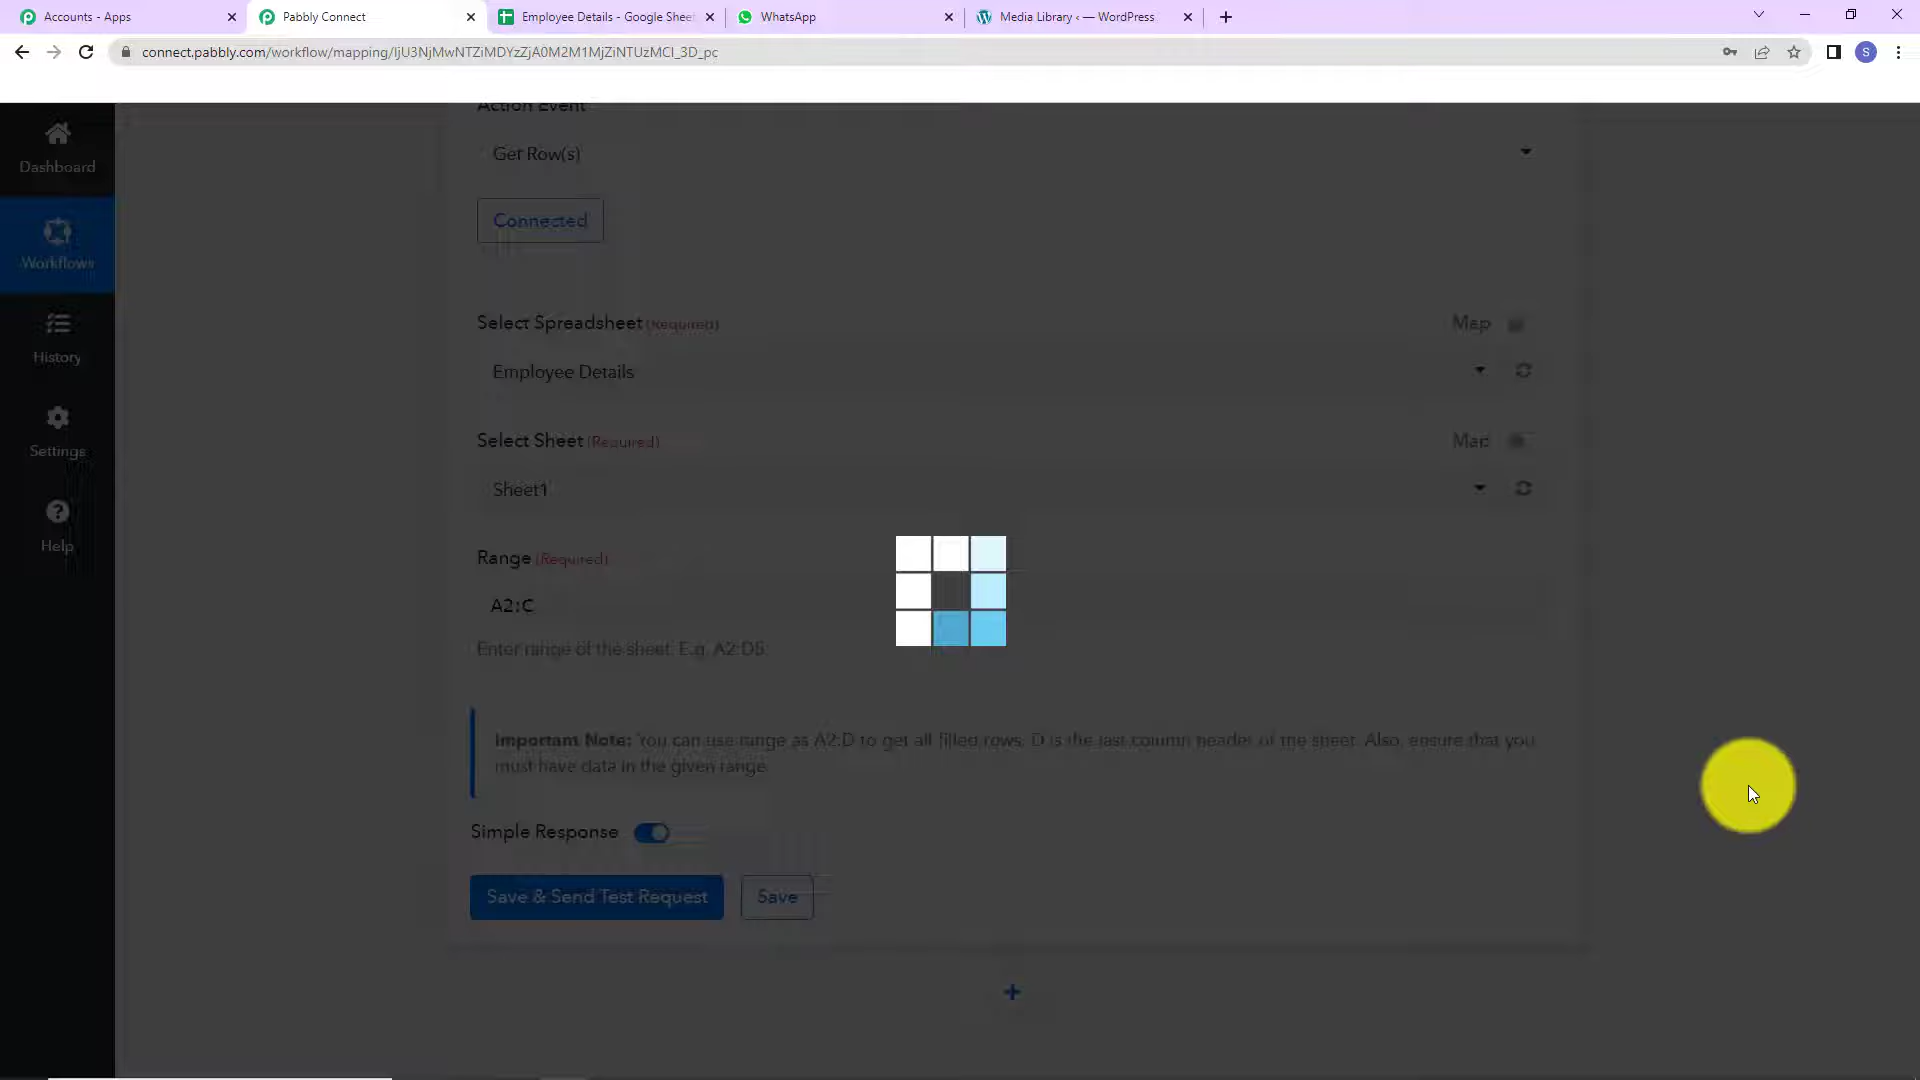 Accounts - Apps
Pabbly Connect
Employee Details - Google Shee
WhatsApp
Media Library ‹ — WordPress
connect.pabbly.com/workflow/mapping/IjU3NjMwNTZiMDYzZjA0M2M1MjZiNTUzMCI_3D_pc
S
Action Event
Dashboard
Get Row(s)
Connected
Workflows
Select Spreadsheet (Required)
Map
History
Employee Details
Select Sheet (Required)
Map
Settings
Sheet1
Help
Range (Required)
A2:C
Enter range of the sheet. E.g. A2:D5.
Important Note: You can use range as A2:D to get all filled rows. D is the last column header of the sheet. Also, ensure that you
must have data in the given range.
Simple Response
Save & Send Test Request
Save